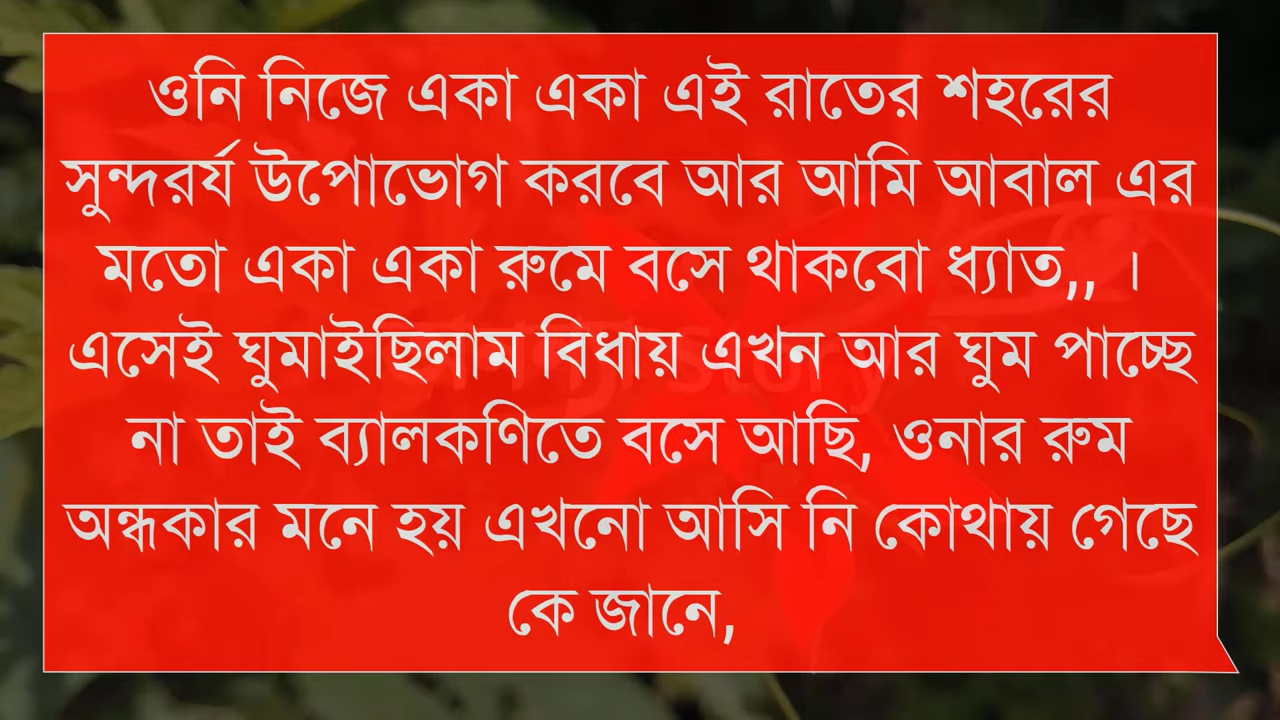 ওনি নিজে একা একা এই রাতের শহরের
সুন্দরর্য উপোভোগ করবে আর আমি আবাল এর
মতো একা একা রুমে বসে থাকবো ধ্যাত,, ।
এসেই ঘুমাইছিলাম বিধায় এখন আর ঘুম পাচ্ছে
না তাই ব্যালকণিতে বসে আছি, ওনার রুম
অন্ধকার মনে হয় এখনো আসি নি কোথায় গেছে
কে জানে,